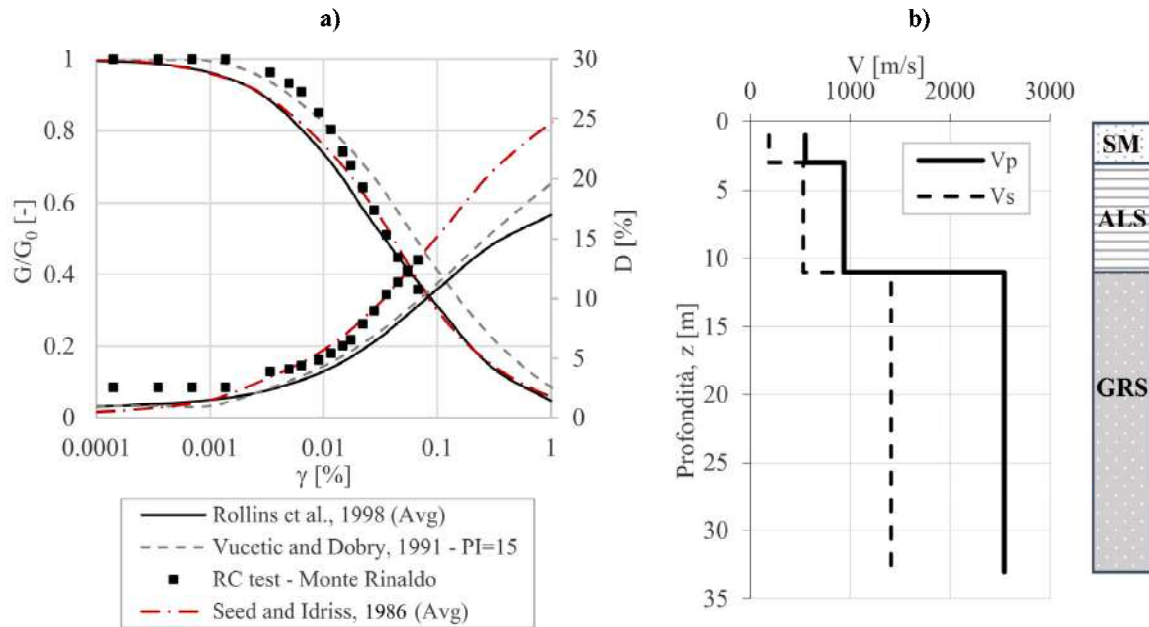 a)
1
0.8
0.6
0.4
0.2
0
G/G0 [-]
30
25
20
15
10
5
0
D [%]
0.0001
0.001
0.01
0.1
1
γ [%]
Rollins et al., 1998 (Avg)
Vucetic and Dobry, 1991 - PI=15
RC test - Monte Rinaldo
Seed and Idriss, 1986 (Avg)
b)
V [m/s]
0
1000
2000
3000
0
5
10
15
20
25
30
35
Profondità, z [m]
Vp
Vs
SM
ALS
GRS